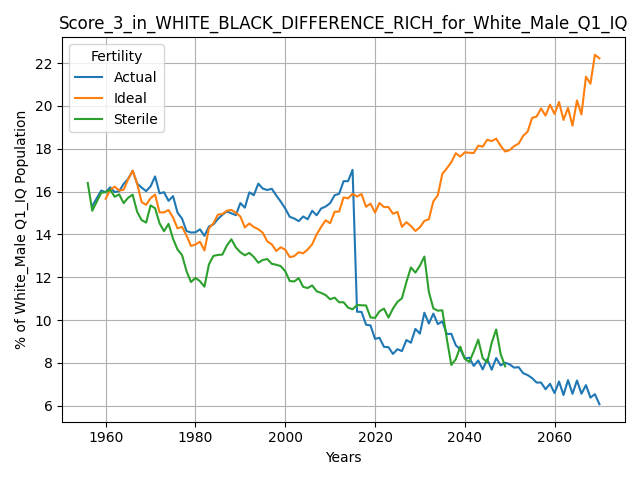 Score_3_in_WHITE_BLACK_DIFFERENCE_RICH_for_White_Male_Q1_IQ
Fertility
Actual
Ideal
Sterile
22
20
18
16
14
12
10
8
6
% of White_Male Q1_IQ Population
1960
1980
2000
2020
2040
2060
Years